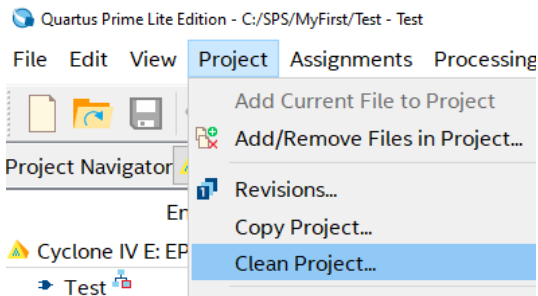 Quartus Prime Lite Edition - C:/SPS/MyFirst/Test - Test
File Edit View Project Assignments Processing
Add Current File to Project
Add/Remove Files in Project...
Project Navigator
Revisions...
Copy Project...
Cyclone IV E: EP
Clean Project...
Test